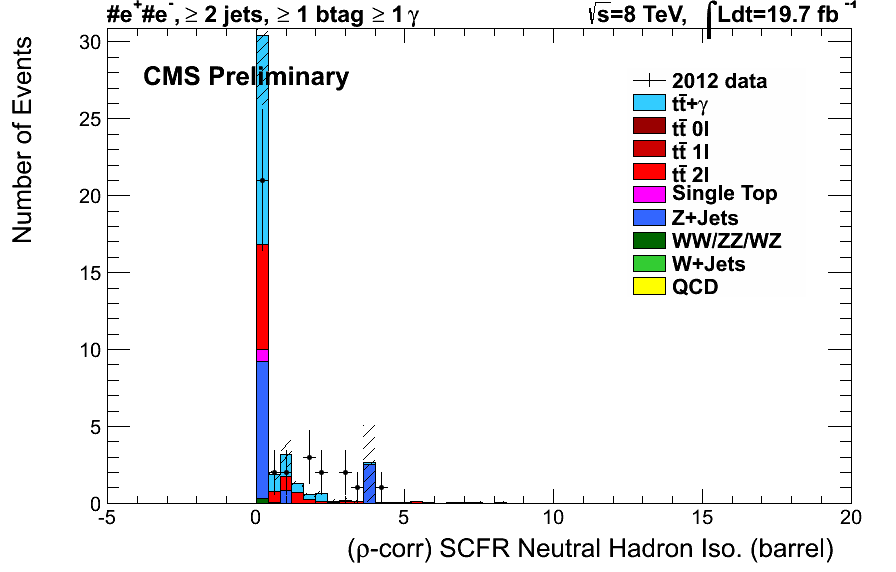 #e⁺#e⁻, ≥ 2 jets, ≥ 1 btag ≥ 1 γ
√s=8 TeV, ∫Ldt=19.7 fb⁻¹
CMS Preliminary
Number of Events
30
25
20
15
10
5
0
2012 data
tt̄+γ
tt̄ 0l
tt̄ 1l
tt̄ 2l
Single Top
Z+Jets
WW/ZZ/WZ
W+Jets
QCD
-5 0 5 10 15 20
(ρ-corr) SCFR Neutral Hadron Iso. (barrel)